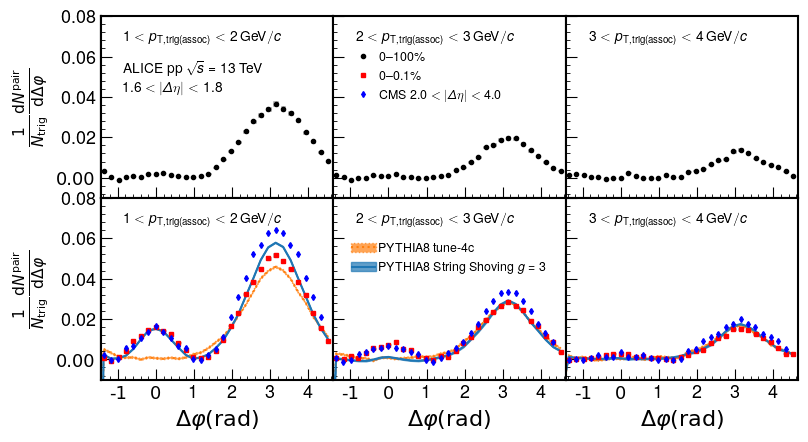 0.08
0.06
0.04
0.02
0.00
1/N_trig dN^pair/dΔφ
1 < p_T,trig(assoc) < 2 GeV/c
ALICE pp √s = 13 TeV
1.6 < |Δη| < 1.8
2 < p_T,trig(assoc) < 3 GeV/c
0–100%
0–0.1%
CMS 2.0 < |Δη| < 4.0
3 < p_T,trig(assoc) < 4 GeV/c
0.08
0.06
0.04
0.02
0.00
1/N_trig dN^pair/dΔφ
1 < p_T,trig(assoc) < 2 GeV/c
2 < p_T,trig(assoc) < 3 GeV/c
PYTHIA8 tune-4c
PYTHIA8 String Shoving g = 3
3 < p_T,trig(assoc) < 4 GeV/c
-1 0 1 2 3 4
-1 0 1 2 3 4
-1 0 1 2 3 4
Δφ(rad)
Δφ(rad)
Δφ(rad)